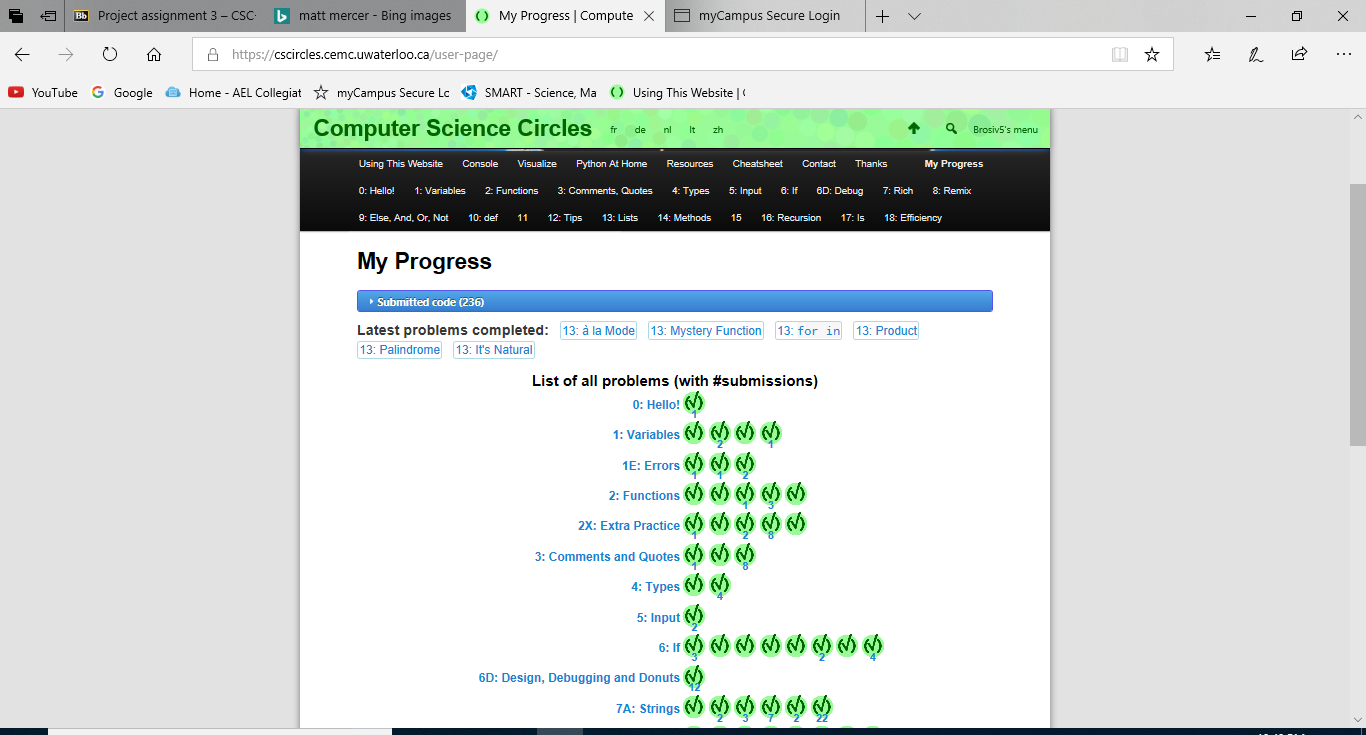 Project assignment 3 – CSC
matt mercer - Bing images
My Progress | Compute
myCampus Secure Login
https://cscircles.cemc.uwaterloo.ca/user-page/
YouTube
Google
Home - AEL Collegiat
myCampus Secure Lc
SMART - Science, Ma
Using This Website | (
Computer Science Circles
fr de nl lt zh
Brosiv5's menu
Using This Website Console Visualize Python At Home Resources Cheatsheet Contact Thanks My Progress
0: Hello! 1: Variables 2: Functions 3: Comments, Quotes 4: Types 5: Input 6: If 6D: Debug 7: Rich 8: Remix
9: Else, And, Or, Not 10: def 11 12: Tips 13: Lists 14: Methods 15 16: Recursion 17: Is 18: Efficiency
My Progress
Submitted code (236)
Latest problems completed: 13: á la Mode 13: Mystery Function 13: for in 13: Product
13: Palindrome 13: It's Natural
List of all problems (with #submissions)
0: Hello! 1
1: Variables 2 1
1E: Errors 1 1 2
2: Functions 1 3
2X: Extra Practice 1 2 8
3: Comments and Quotes 1 8
4: Types 4
5: Input 2
6: If 3 2 4
6D: Design, Debugging and Donuts 12
7A: Strings 2 3 7 2 22